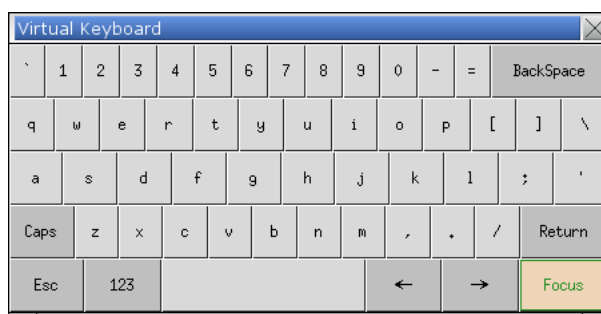 Virtual Keyboard
` 1 2 3 4 5 6 7 8 9 0 - = BackSpace
q w e r t y u i o p [ ] \
a s d f g h j k l ; '
Caps z x c v b n m , . / Return
Esc 123 ← → Focus